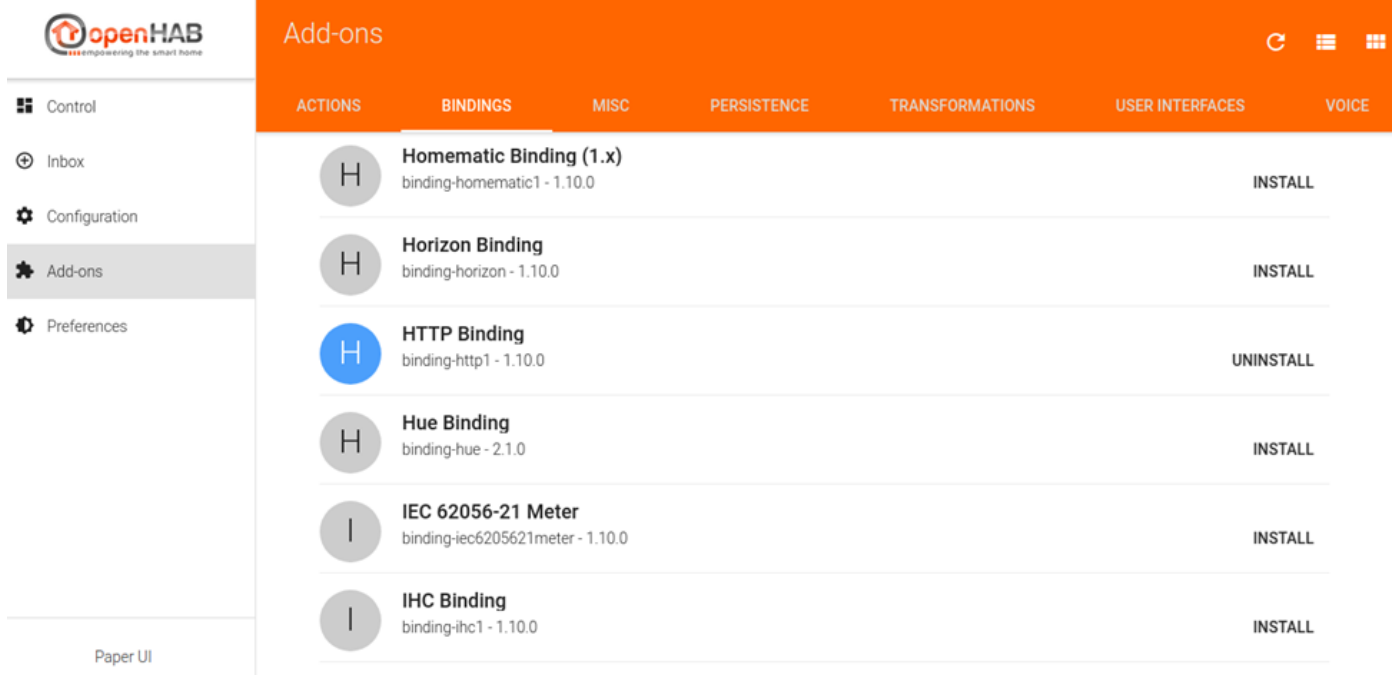 openHAB
empowering the smart home
Add-ons
Control
Inbox
Configuration
Add-ons
Preferences
Paper UI
ACTIONS BINDINGS MISC PERSISTENCE TRANSFORMATIONS USER INTERFACES VOICE
H
Homematic Binding (1.x)
binding-homematic1 - 1.10.0
INSTALL
H
Horizon Binding
binding-horizon - 1.10.0
INSTALL
H
HTTP Binding
binding-http1 - 1.10.0
UNINSTALL
H
Hue Binding
binding-hue - 2.1.0
INSTALL
I
IEC 62056-21 Meter
binding-iec6205621meter - 1.10.0
INSTALL
I
IHC Binding
binding-ihc1 - 1.10.0
INSTALL